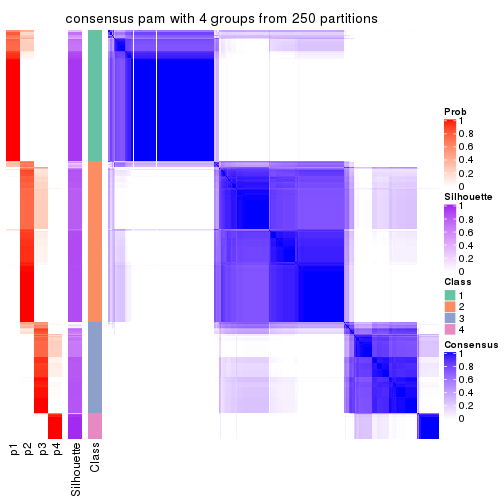 consensus pam with 4 groups from 250 partitions
p1
p2
p3
p4
Silhouette
Class
Prob
1
0.8
0.6
0.4
0.2
0
Silhouette
1
0.8
0.6
0.4
0.2
0
Class
1
2
3
4
Consensus
1
0.8
0.6
0.4
0.2
0